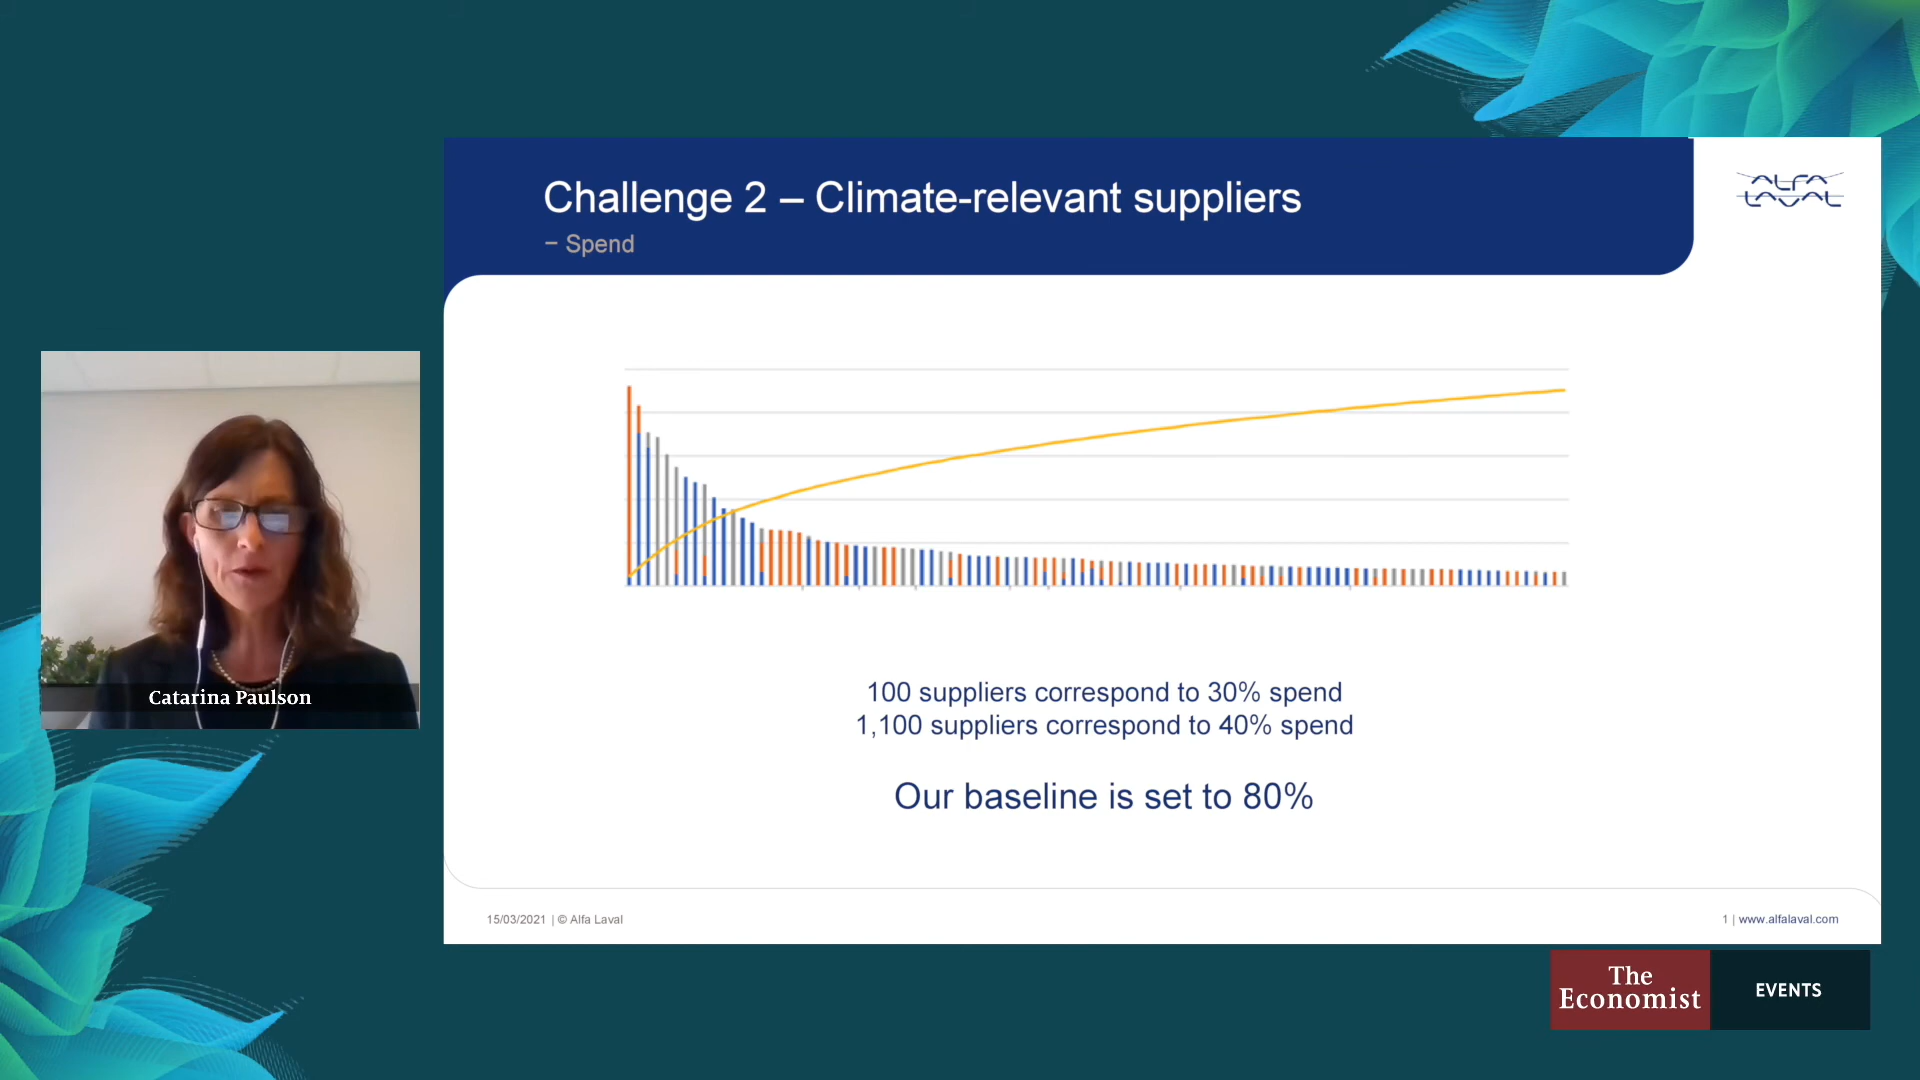 Challenge 2 – Climate-relevant suppliers
– Spend
ALFA
LAVAL
Catarina Paulson
100 suppliers correspond to 30% spend
1,100 suppliers correspond to 40% spend
Our baseline is set to 80%
15/03/2021 | © Alfa Laval
1 | www.alfalaval.com
The
Economist
EVENTS